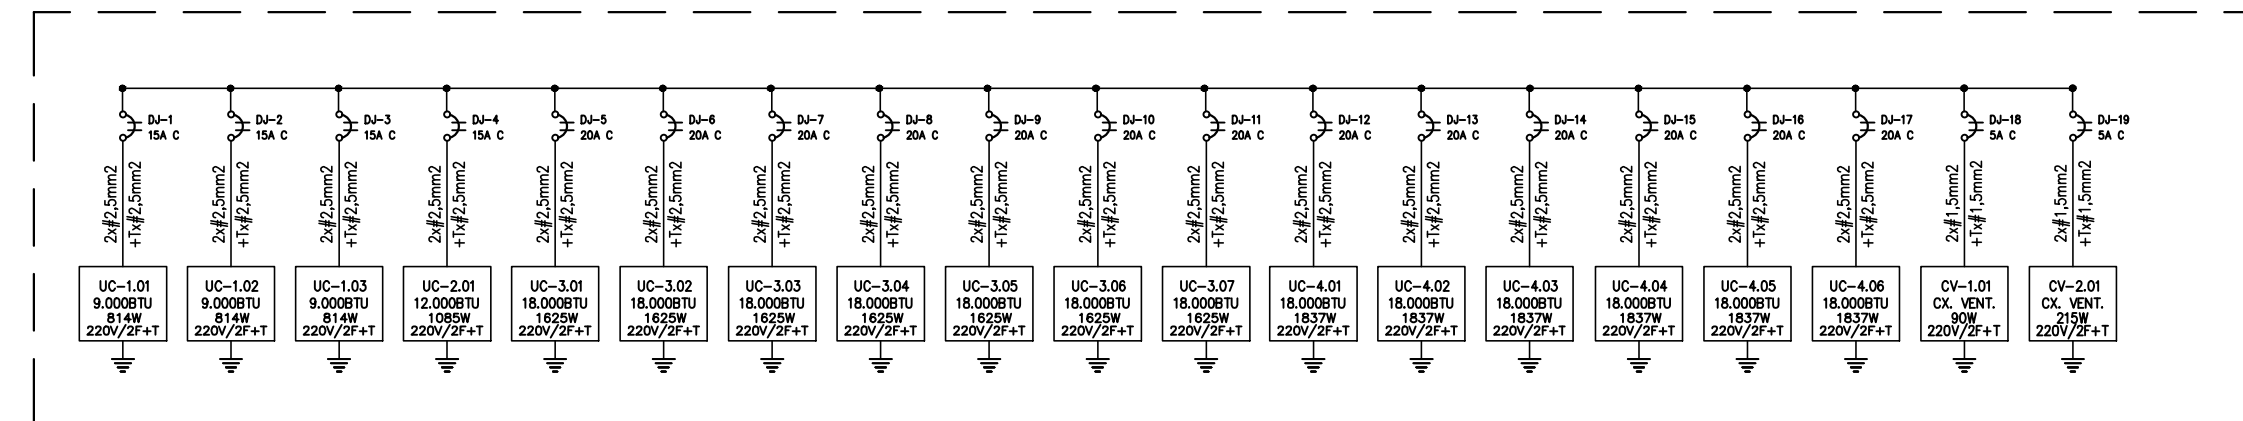 DJ-1
15A C
DJ-2
15A C
DJ-3
15A C
DJ-4
15A C
DJ-5
20A C
DJ-6
20A C
DJ-7
20A C
DJ-8
20A C
DJ-9
20A C
DJ-10
20A C
DJ-11
20A C
DJ-12
20A C
DJ-13
20A C
DJ-14
20A C
DJ-15
20A C
DJ-16
20A C
DJ-17
20A C
DJ-18
5A C
DJ-19
5A C
2x#2,5mm2
+Tx#2,5mm2
2x#2,5mm2
+Tx#2,5mm2
2x#2,5mm2
+Tx#2,5mm2
2x#2,5mm2
+Tx#2,5mm2
2x#2,5mm2
+Tx#2,5mm2
2x#2,5mm2
+Tx#2,5mm2
2x#2,5mm2
+Tx#2,5mm2
2x#2,5mm2
+Tx#2,5mm2
2x#2,5mm2
+Tx#2,5mm2
2x#2,5mm2
+Tx#2,5mm2
2x#2,5mm2
+Tx#2,5mm2
2x#2,5mm2
+Tx#2,5mm2
2x#2,5mm2
+Tx#2,5mm2
2x#2,5mm2
+Tx#2,5mm2
2x#2,5mm2
+Tx#2,5mm2
2x#2,5mm2
+Tx#2,5mm2
2x#2,5mm2
+Tx#2,5mm2
2x#1,5mm2
+Tx#1,5mm2
2x#1,5mm2
+Tx#1,5mm2
UC-1.01
9.000BTU
814W
220V/2F+T
UC-1.02
9.000BTU
814W
220V/2F+T
UC-1.03
9.000BTU
814W
220V/2F+T
UC-2.01
12.000BTU
1085W
220V/2F+T
UC-3.01
18.000BTU
1625W
220V/2F+T
UC-3.02
18.000BTU
1625W
220V/2F+T
UC-3.03
18.000BTU
1625W
220V/2F+T
UC-3.04
18.000BTU
1625W
220V/2F+T
UC-3.05
18.000BTU
1625W
220V/2F+T
UC-3.06
18.000BTU
1625W
220V/2F+T
UC-3.07
18.000BTU
1625W
220V/2F+T
UC-4.01
18.000BTU
1837W
220V/2F+T
UC-4.02
18.000BTU
1837W
220V/2F+T
UC-4.03
18.000BTU
1837W
220V/2F+T
UC-4.04
18.000BTU
1837W
220V/2F+T
UC-4.05
18.000BTU
1837W
220V/2F+T
UC-4.06
18.000BTU
1837W
220V/2F+T
CV-1.01
CX. VENT.
90W
220V/2F+T
CV-2.01
CX. VENT.
215W
220V/2F+T